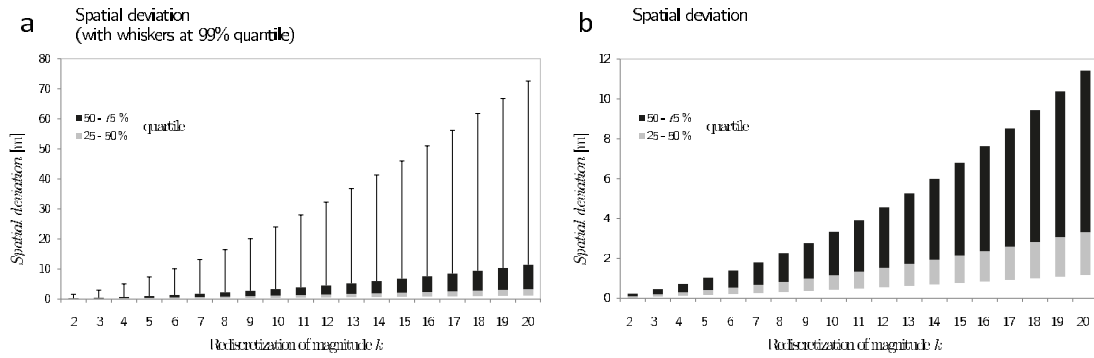 a
Spatial deviation
(with whiskers at 99% quantile)
80
70
60
50
40
30
20
10
0
Spatial deviation [m]
50 - 75 %
25 - 50 %
quartile
2 3 4 5 6 7 8 9 10 11 12 13 14 15 16 17 18 19 20
Rediscretization of magnitude k
b
Spatial deviation
12
10
8
6
4
2
0
Spatial deviation [m]
50 - 75 %
25 - 50 %
quartile
2 3 4 5 6 7 8 9 10 11 12 13 14 15 16 17 18 19 20
Rediscretization of magnitude k